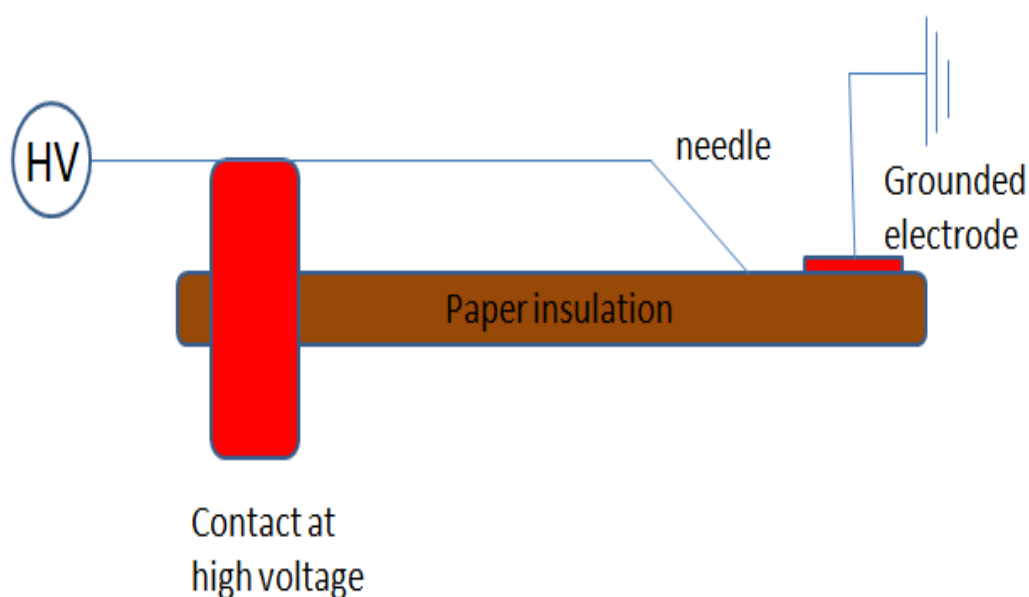 HV
needle
Grounded
electrode
Paper insulation
Contact at
high voltage